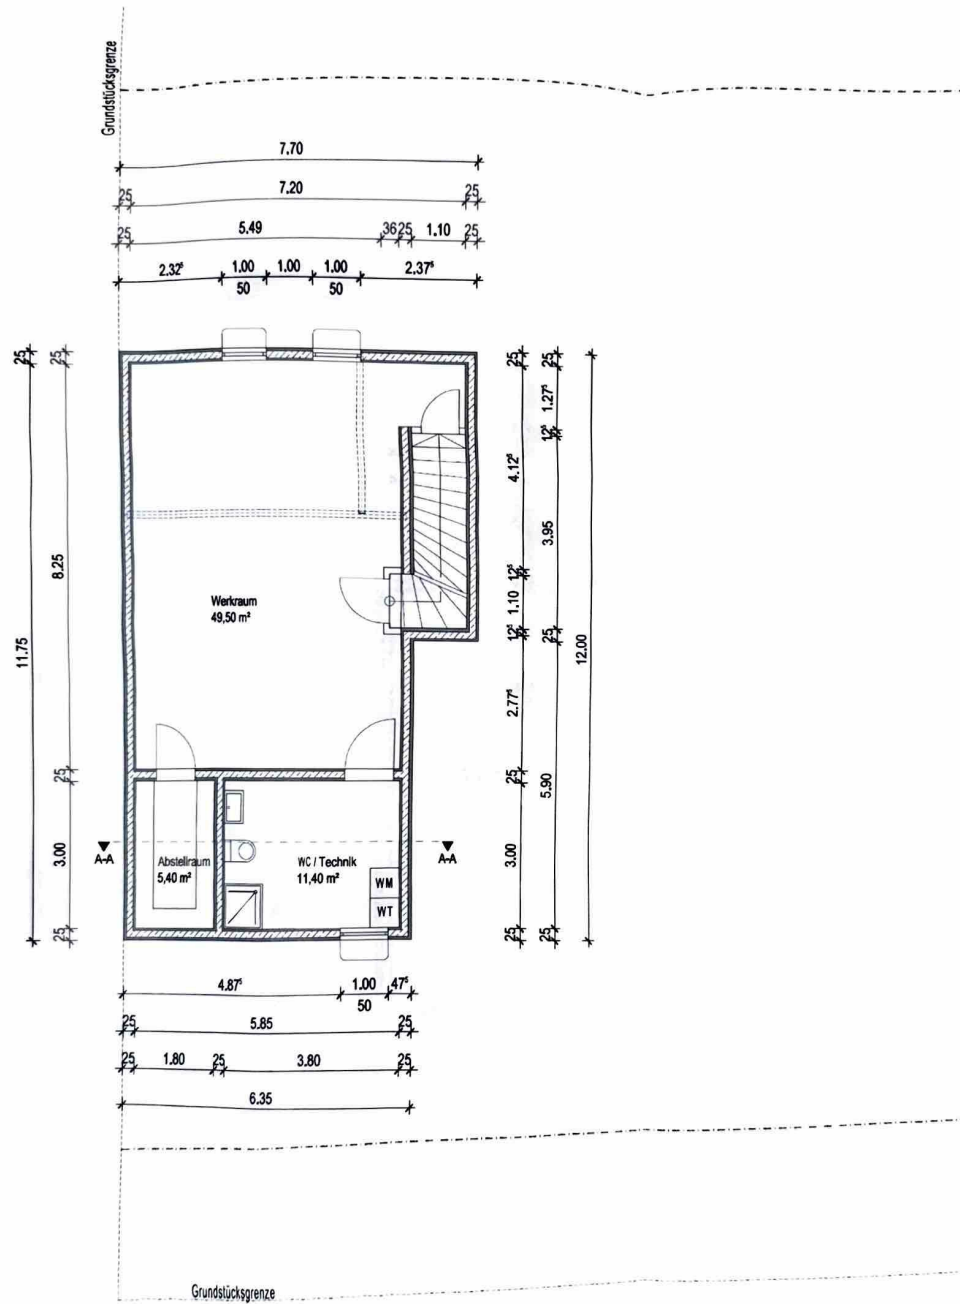 Grundstücksgrenze
7.70
25 7.20 25
25 5.49 36 25 1.10 25
2.32⁵ 1.00 1.00 1.00 2.37⁵
50 50
25
11.75
25
8.25
25
3.00
25
25
4.12⁵
12⁵
1.10
12⁵
2.77⁵
25
3.00
25
25
1.27⁵
12⁵
3.95
25
5.90
25
12.00
Werkraum
49,50 m²
Abstellraum
5,40 m²
WC / Technik
11,40 m²
WM
WT
A-A
A-A
4.87⁵ 1.00 47⁵
50
25 5.85 25
25 1.80 25 3.80 25
6.35
Grundstücksgrenze